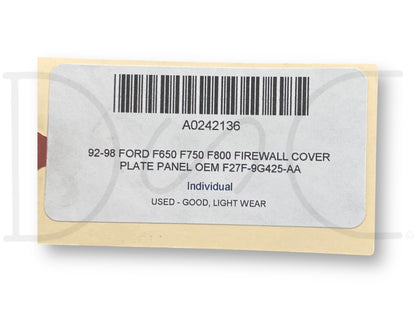 A0242136
92-98 FORD F650 F750 F800 FIREWALL COVER
PLATE PANEL OEM F27F-9G425-AA
Individual
USED - GOOD, LIGHT WEAR